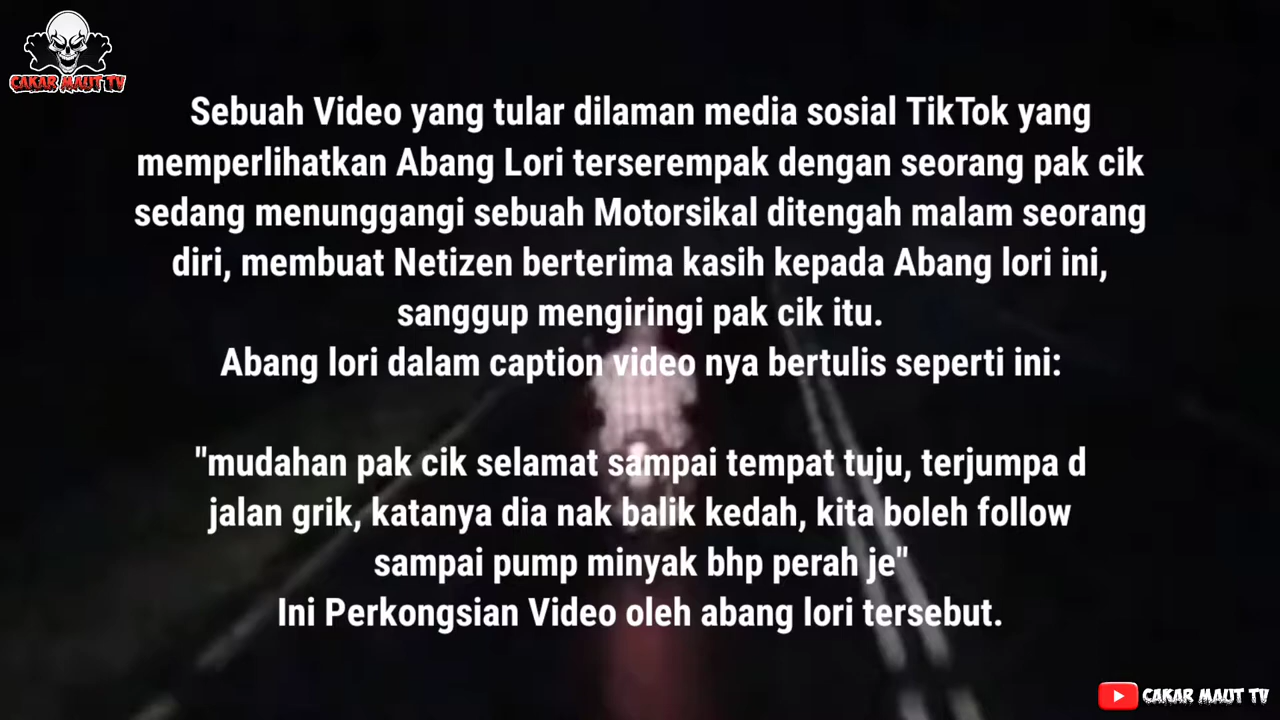 CAKAR MAUT TV
Sebuah Video yang tular dilaman media sosial TikTok yang
memperlihatkan Abang Lori terserempak dengan seorang pak cik
sedang menunggangi sebuah Motorsikal ditengah malam seorang
diri, membuat Netizen berterima kasih kepada Abang lori ini,
sanggup mengiringi pak cik itu.
Abang lori dalam caption video nya bertulis seperti ini:
"mudahan pak cik selamat sampai tempat tuju, terjumpa d
jalan grik, katanya dia nak balik kedah, kita boleh follow
sampai pump minyak bhp perah je"
Ini Perkongsian Video oleh abang lori tersebut.
CAKAR MAUT TV